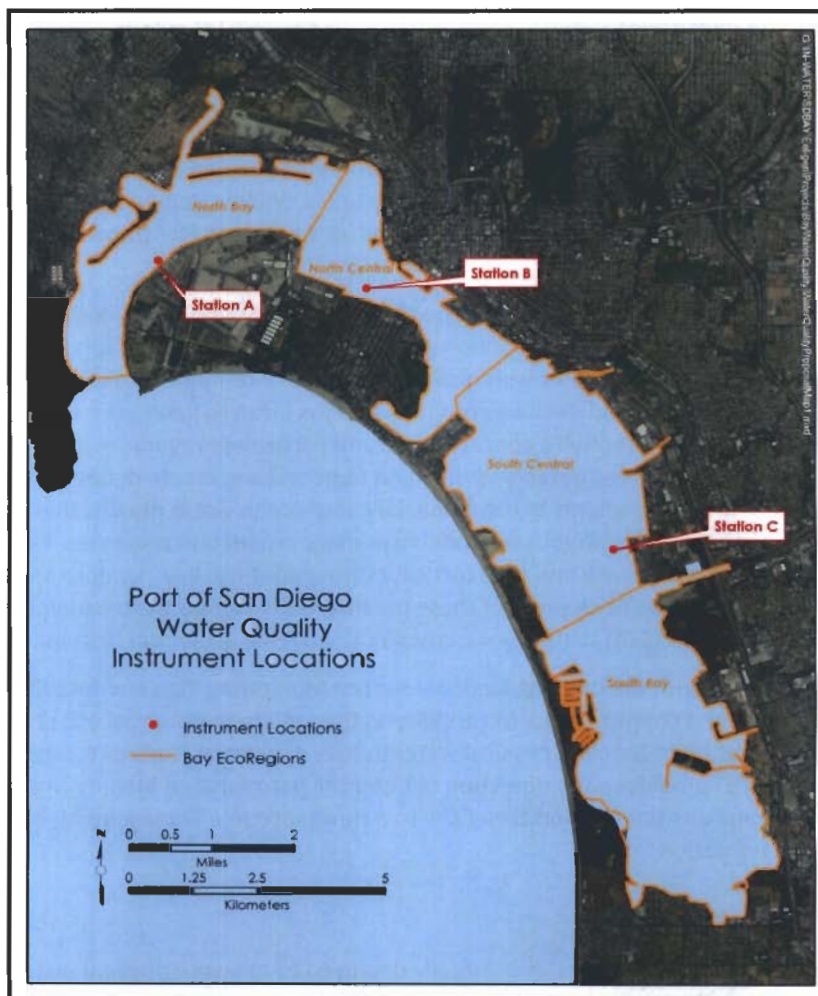 North Bay
North Central
Station A
Station B
South Central
Station C
South Bay
Port of San Diego
Water Quality
Instrument Locations
Instrument Locations
Bay EcoRegions
N
0 0.5 1 2
Miles
0 1.25 2.5 5
Kilometers